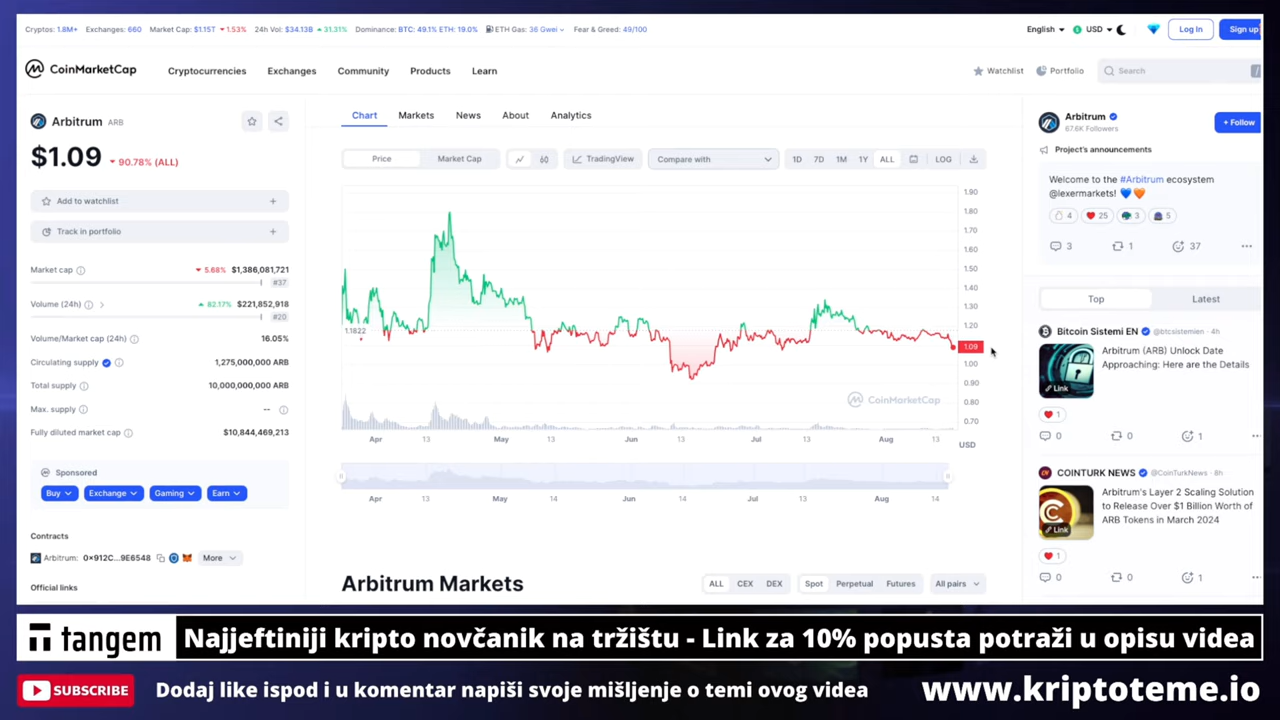 Cryptos: 1.8M+ Exchanges: 660 Market Cap: $1.15T 1.53% 24h Vol: $34.13B 31.31% Dominance: BTC: 49.1% ETH: 19.0% ETH Gas: 36 Gwei Fear & Greed: 49/100
English USD Log In Sign up
CoinMarketCap Cryptocurrencies Exchanges Community Products Learn
Watchlist Portfolio Search /
Arbitrum ARB
$1.09 90.78% (ALL)
Add to watchlist +
Track in portfolio +
Market cap 5.68% $1,386,081,721
#37
Volume (24h) 82.17% $221,852,918
#20
Volume/Market cap (24h) 16.05%
Circulating supply 1,275,000,000 ARB
Total supply 10,000,000,000 ARB
Max. supply --
Fully diluted market cap $10,844,469,213
Sponsored
Buy Exchange Gaming Earn
Contracts
Arbitrum: 0x912C...9E6548 More
Official links
Chart Markets News About Analytics
Price Market Cap TradingView Compare with 1D 7D 1M 1Y ALL LOG
1.90
1.80
1.70
1.60
1.50
1.40
1.30
1.20
1.09
1.00
0.90
0.80
0.70
1.1822
CoinMarketCap
Apr 13 May Jun 13 Jul 13 Aug 13
USD
Apr 13 May 14 Jun 14 Jul 14 Aug 14
Arbitrum Markets
ALL CEX DEX Spot Perpetual Futures All pairs
Arbitrum
67.6K Followers
+ Follow
Project's announcements
Welcome to the #Arbitrum ecosystem
@lexermarkets! 💙🧡
4 25 3 5
3 1 37
Top Latest
Bitcoin Sistemi EN @btcsistemien · 4h
Arbitrum (ARB) Unlock Date
Approaching: Here are the Details
Link
1
0 0 1
COINTURK NEWS @CoinTurkNews · 8h
Arbitrum's Layer 2 Scaling Solution
to Release Over $1 Billion Worth of
ARB Tokens in March 2024
Link
1
0 0 1
tangem Najjeftiniji kripto novčanik na tržištu - Link za 10% popusta potraži u opisu videa
SUBSCRIBE Dodaj like ispod i u komentar napiši svoje mišljenje o temi ovog videa www.kriptoteme.io